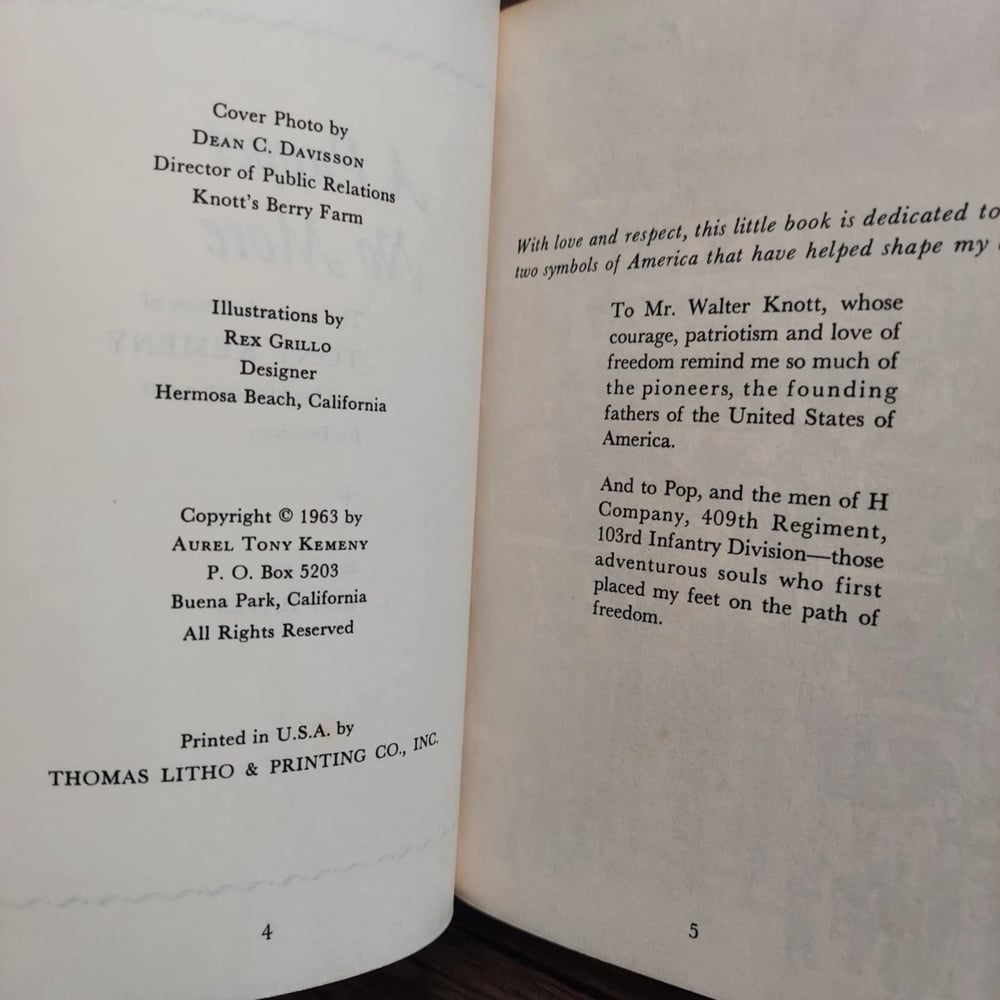 Cover Photo by
DEAN C. DAVISSON
Director of Public Relations
Knott's Berry Farm
Illustrations by
REX GRILLO
Designer
Hermosa Beach, California
Copyright © 1963 by
AUREL TONY KEMENY
P. O. Box 5203
Buena Park, California
All Rights Reserved
Printed in U.S.A. by
THOMAS LITHO & PRINTING CO., INC.
4
With love and respect, this little book is dedicated to
two symbols of America that have helped shape my
To Mr. Walter Knott, whose
courage, patriotism and love of
freedom remind me so much of
the pioneers, the founding
fathers of the United States of
America.
And to Pop, and the men of H
Company, 409th Regiment,
103rd Infantry Division—those
adventurous souls who first
placed my feet on the path of
freedom.
5